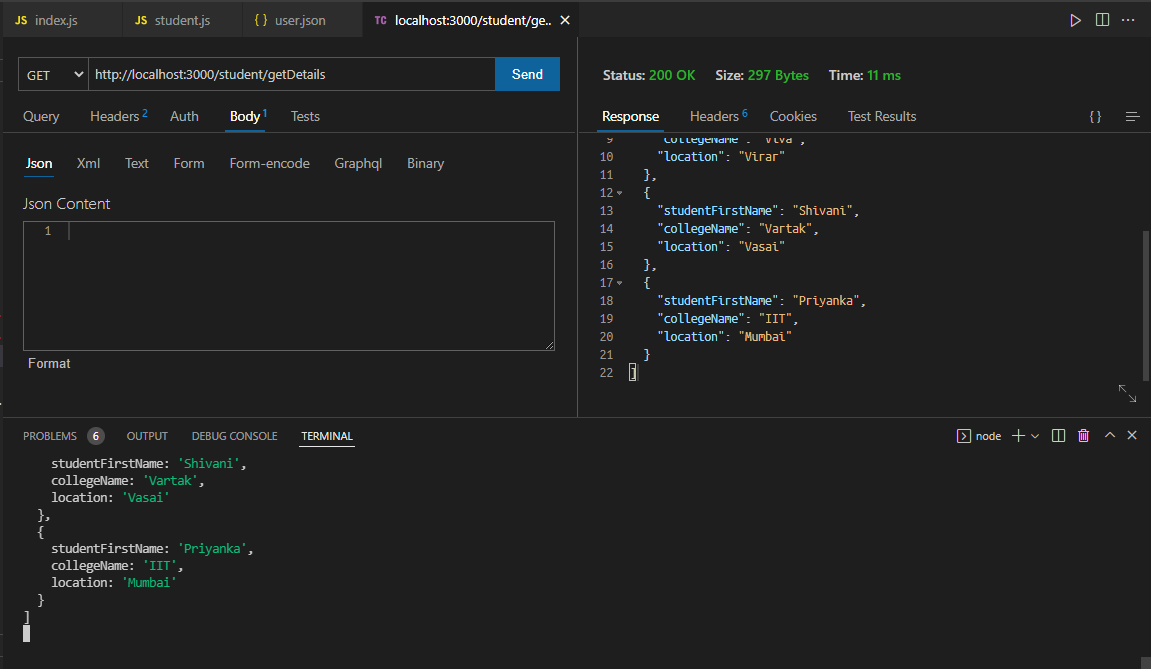 JS index.js JS student.js { } user.json TC localhost:3000/student/ge..
GET http://localhost:3000/student/getDetails Send
Query Headers 2 Auth Body 1 Tests
Json Xml Text Form Form-encode Graphql Binary
Json Content
1
Format
Status: 200 OK Size: 297 Bytes Time: 11 ms
Response Headers 6 Cookies Test Results { }
9 "collegeName": "Viva",
10 "location": "Virar"
11 },
12 {
13 "studentFirstName": "Shivani",
14 "collegeName": "Vartak",
15 "location": "Vasai"
16 },
17 {
18 "studentFirstName": "Priyanka",
19 "collegeName": "IIT",
20 "location": "Mumbai"
21 }
22 ]
PROBLEMS 6 OUTPUT DEBUG CONSOLE TERMINAL node
studentFirstName: 'Shivani',
collegeName: 'Vartak',
location: 'Vasai'
},
{
studentFirstName: 'Priyanka',
collegeName: 'IIT',
location: 'Mumbai'
}
]